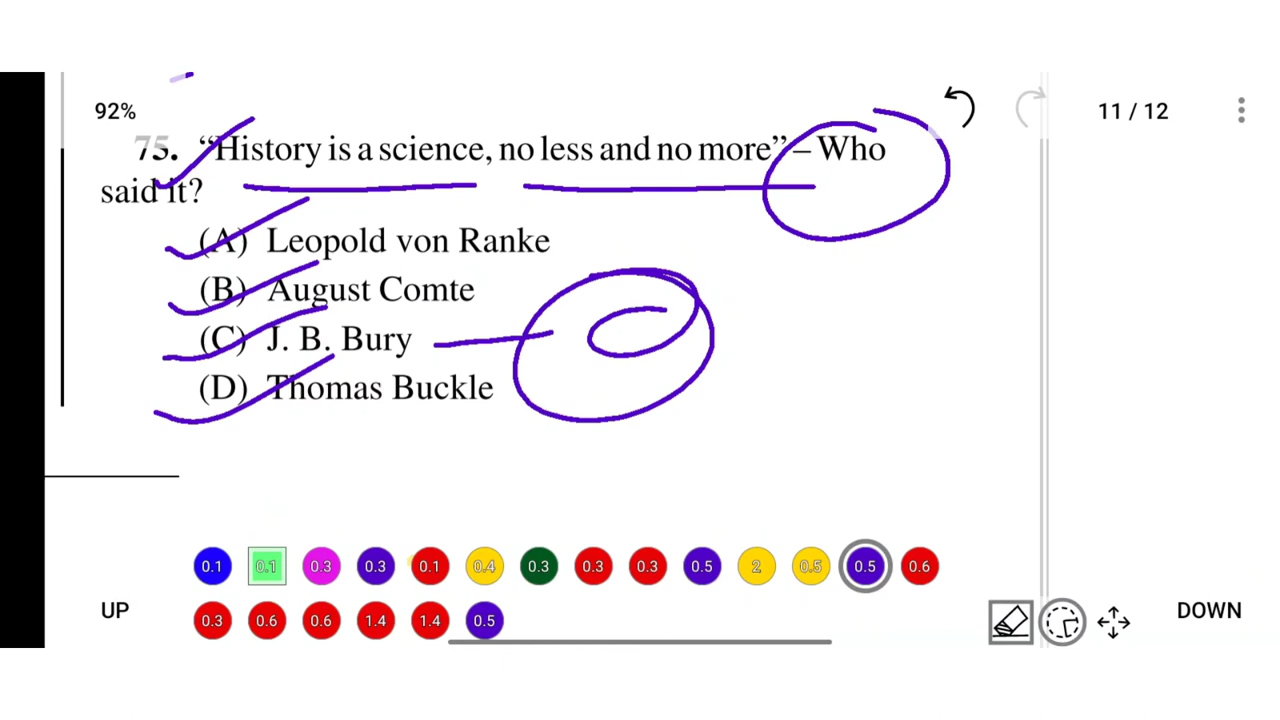 92%
11 / 12
75. “History is a science, no less and no more” – Who
said it?
(A) Leopold von Ranke
(B) August Comte
(C) J. B. Bury
(D) Thomas Buckle
0.1 0.1 0.3 0.3 0.1 0.4 0.3 0.3 0.3 0.5 2 0.5 0.5 0.6
UP
DOWN
0.3 0.6 0.6 1.4 1.4 0.5